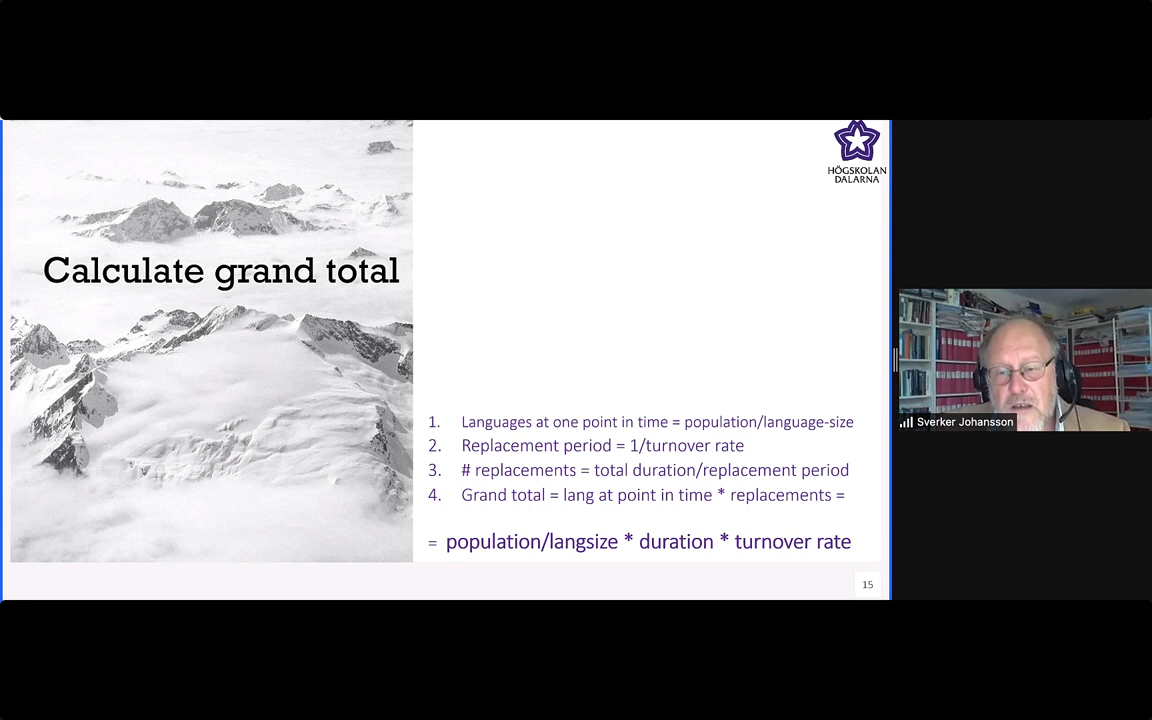 HÖGSKOLAN
DALARNA
Calculate grand total
1. Languages at one point in time = population/language-size
2. Replacement period = 1/turnover rate
3. # replacements = total duration/replacement period
4. Grand total = lang at point in time * replacements =
= population/langsize * duration * turnover rate
15
Sverker Johansson